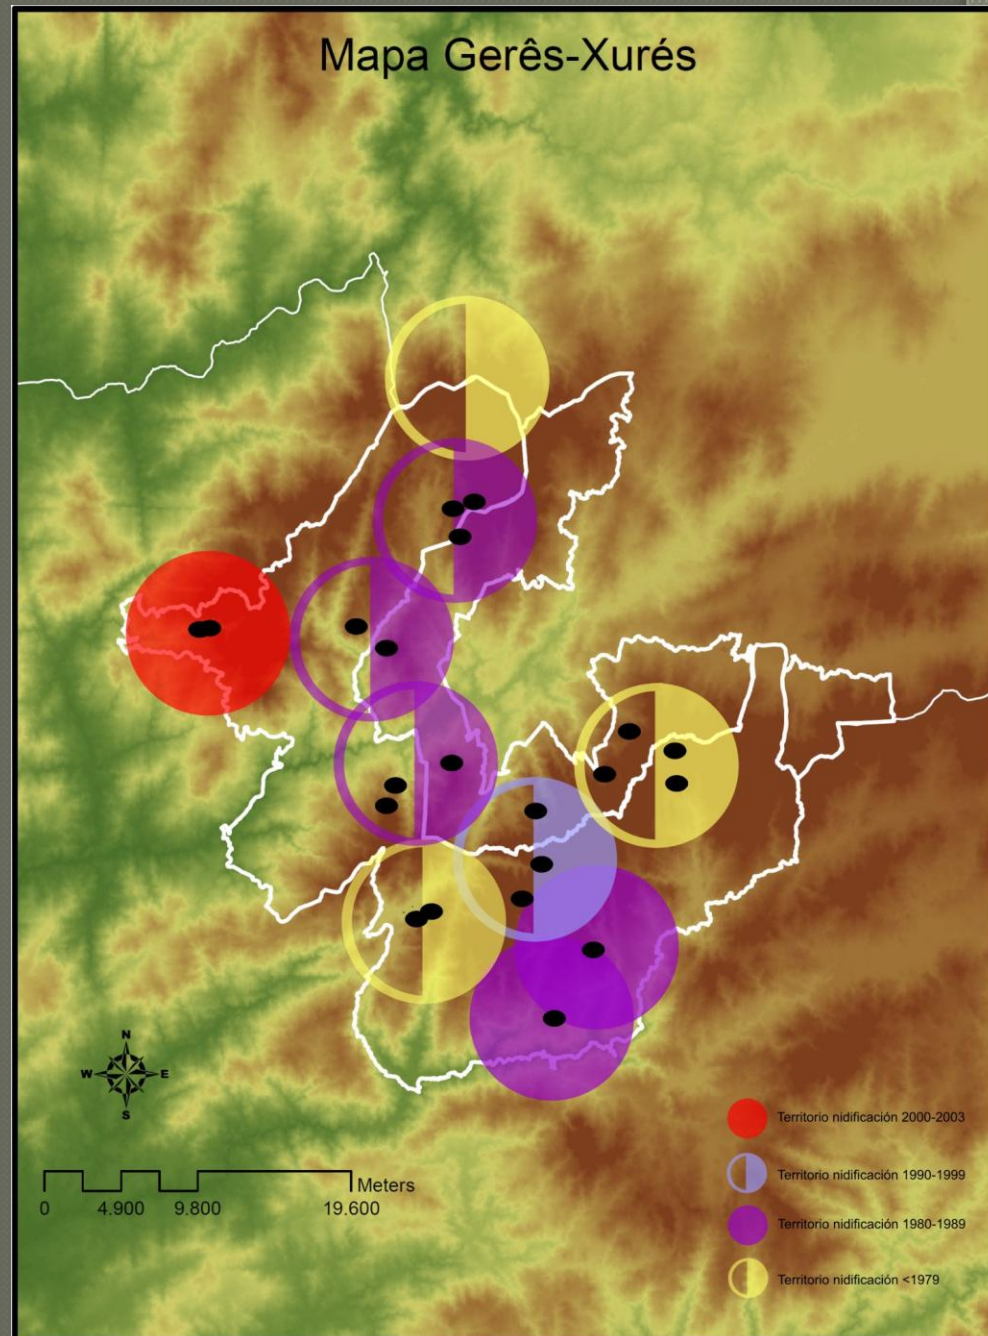 Mapa Gerês-Xurés
N
W E
S
Meters
0 4.900 9.800 19.600
Territorio nidificación 2000-2003
Territorio nidificación 1990-1999
Territorio nidificación 1980-1989
Territorio nidificación <1979